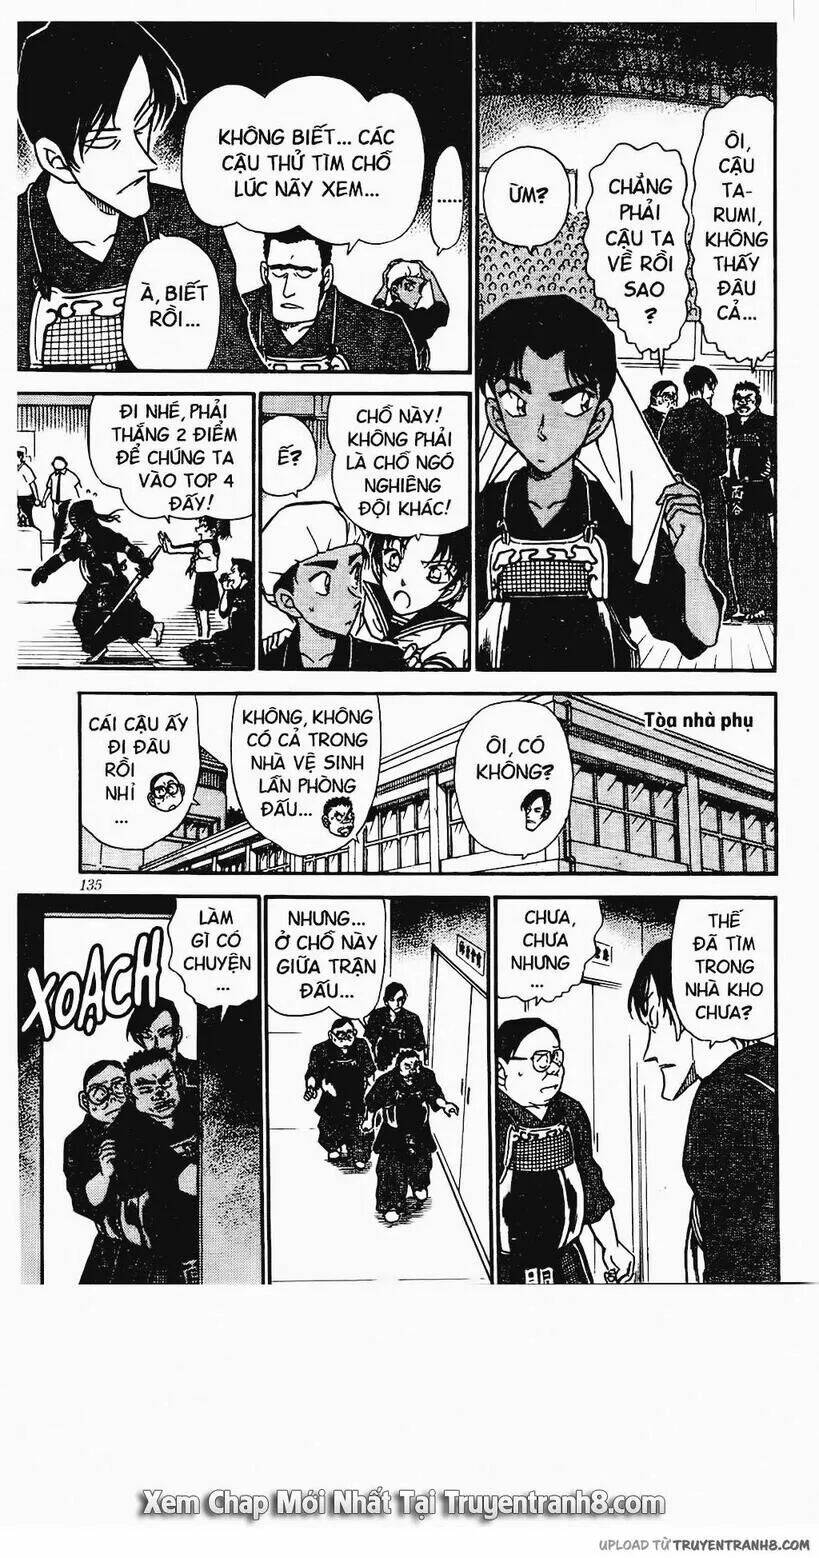 ÔI,
CẬU
TA-
RUMI,
KHÔNG
THẤY
ĐÂU
CẢ...
CHẲNG
PHẢI
CẬU TA
VỀ RỒI
SAO
?
ỪM?
......
KHÔNG BIẾT... CÁC
CẬU THỬ TÌM CHỖ
LÚC NÃY XEM...
À, BIẾT
RỒI...
CHỖ NÀY!
KHÔNG PHẢI
LÀ CHỖ NGÓ
NGHIÊNG
ĐỘI KHÁC!
Ế?
ĐI NHÉ, PHẢI
THẮNG 2 ĐIỂM
ĐỂ CHÚNG TA
VÀO TOP 4
ĐẤY!
Tòa nhà phụ
ÔI, CÓ
KHÔNG?
KHÔNG, KHÔNG
CÓ CẢ TRONG
NHÀ VỆ SINH
LẪN PHÒNG
ĐẤU...
CÁI CẬU ẤY
ĐI ĐÂU
RỒI
NHỈ
...
135
THẾ
ĐÃ TÌM
TRONG
NHÀ KHO
CHƯA?
CHƯA,
CHƯA
NHƯNG
...
NHƯNG...
Ở CHỖ NÀY
GIỮA TRẬN
ĐẤU...
LÀM
GÌ CÓ
CHUYỆN
...
XOẠCH
Xem Chap Mới Nhất Tại Truyentranh8.com
UPLOAD TỪ TRUYENTRANH8.COM